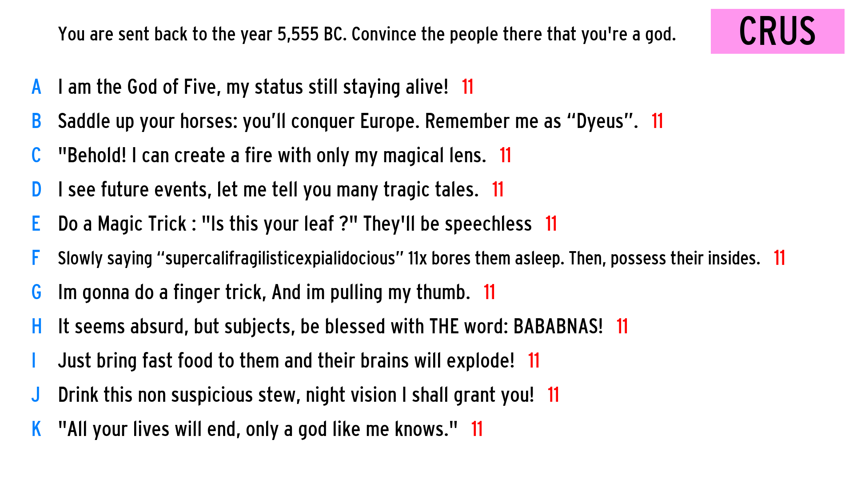 You are sent back to the year 5,555 BC. Convince the people there that you're a god.
CRUS
A I am the God of Five, my status still staying alive! 11
B Saddle up your horses: you’ll conquer Europe. Remember me as “Dyeus”. 11
C "Behold! I can create a fire with only my magical lens. 11
D I see future events, let me tell you many tragic tales. 11
E Do a Magic Trick : "Is this your leaf ?" They'll be speechless 11
F Slowly saying “supercalifragilisticexpialidocious” 11x bores them asleep. Then, possess their insides. 11
G Im gonna do a finger trick, And im pulling my thumb. 11
H It seems absurd, but subjects, be blessed with THE word: BABABNAS! 11
I Just bring fast food to them and their brains will explode! 11
J Drink this non suspicious stew, night vision I shall grant you! 11
K "All your lives will end, only a god like me knows." 11